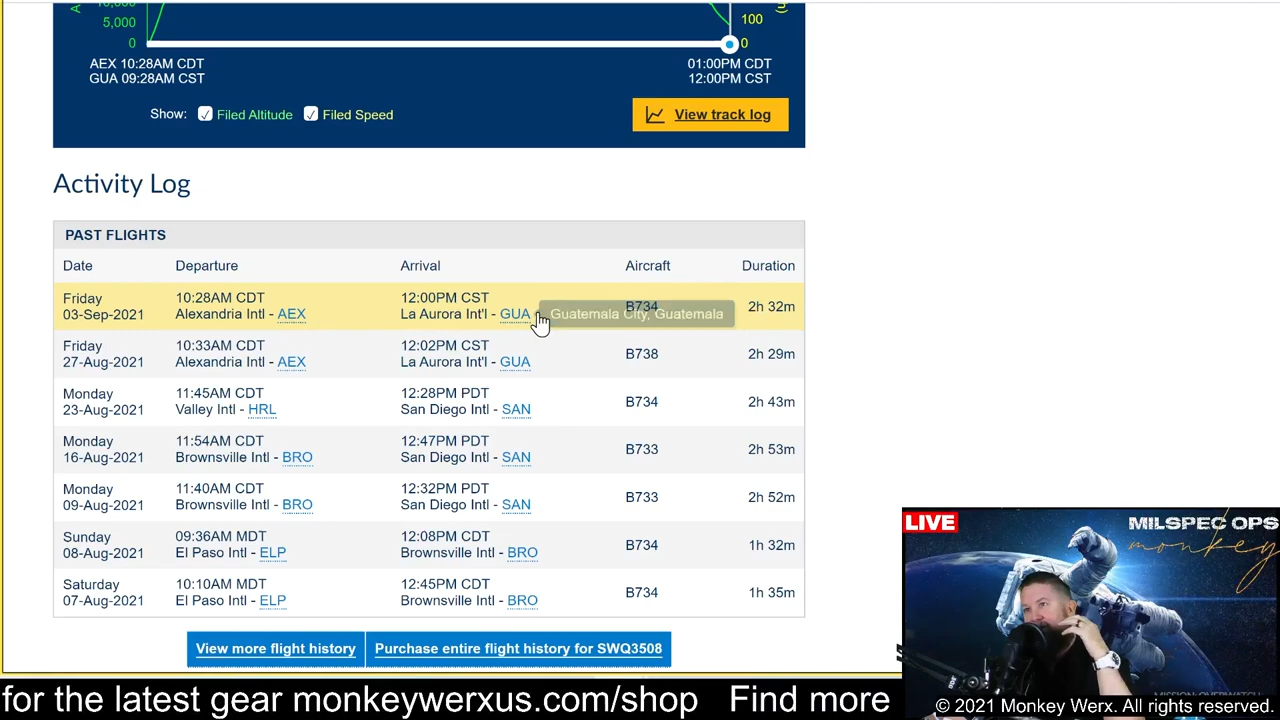 10,000
5,000
100
0
0
AEX 10:28AM CDT
GUA 09:28AM CST
01:00PM CDT
12:00PM CST
Show: Filed Altitude Filed Speed
View track log
Activity Log
PAST FLIGHTS
Date Departure Arrival Aircraft Duration
Friday 10:28AM CDT 12:00PM CST
03-Sep-2021 Alexandria Intl - AEX La Aurora Int'l - GUA B734 2h 32m
Guatemala City, Guatemala
Friday 10:33AM CDT 12:02PM CST
27-Aug-2021 Alexandria Intl - AEX La Aurora Int'l - GUA B738 2h 29m
Monday 11:45AM CDT 12:28PM PDT
23-Aug-2021 Valley Intl - HRL San Diego Intl - SAN B734 2h 43m
Monday 11:54AM CDT 12:47PM PDT
16-Aug-2021 Brownsville Intl - BRO San Diego Intl - SAN B733 2h 53m
Monday 11:40AM CDT 12:32PM PDT
09-Aug-2021 Brownsville Intl - BRO San Diego Intl - SAN B733 2h 52m
Sunday 09:36AM MDT 12:08PM CDT
08-Aug-2021 El Paso Intl - ELP Brownsville Intl - BRO B734 1h 32m
Saturday 10:10AM MDT 12:45PM CDT
07-Aug-2021 El Paso Intl - ELP Brownsville Intl - BRO B734 1h 35m
View more flight history
Purchase entire flight history for SWQ3508
LIVE
MILSPEC OPS
monkey
for the latest gear monkeywerxus.com/shop Find more
© 2021 Monkey Werx. All rights reserved.